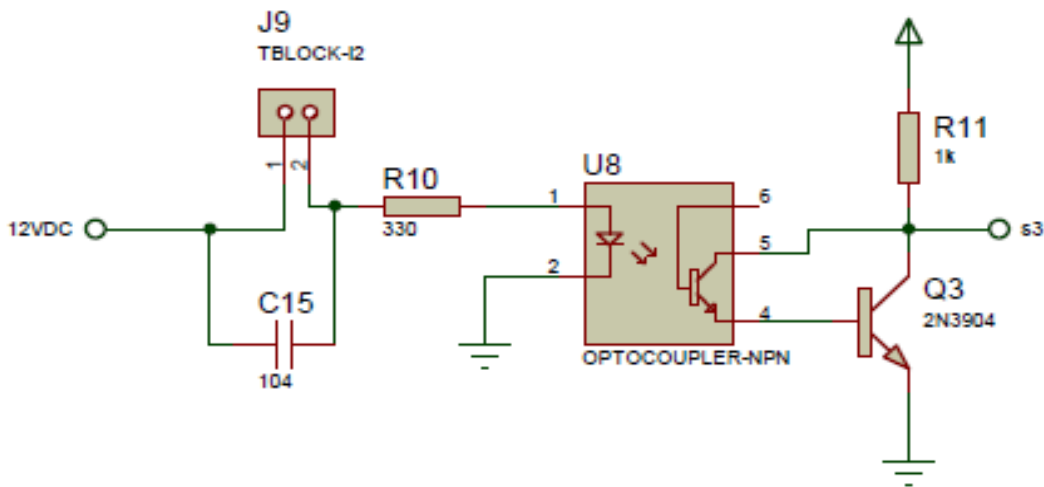 J9
TBLOCK-I2
1
2
12VDC
C15
104
R10
330
U8
1
2
6
5
4
OPTOCOUPLER-NPN
R11
1k
s3
Q3
2N3904